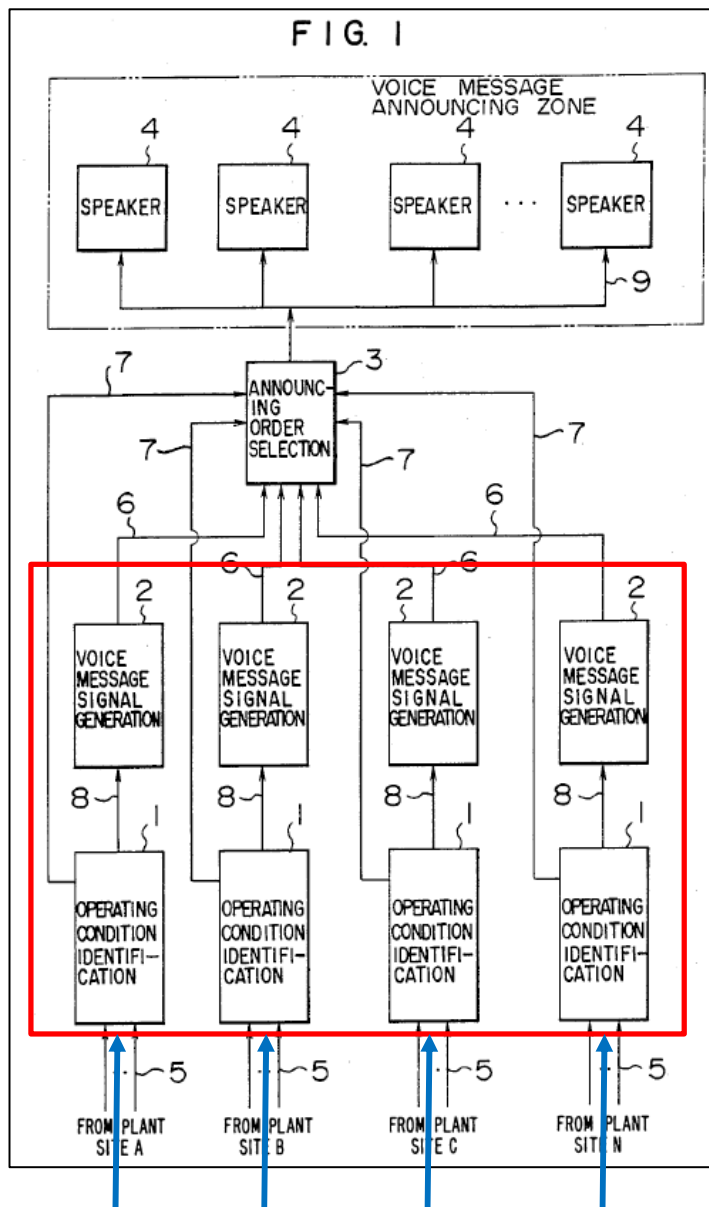 FIG. 1
VOICE MESSAGE
ANNOUNCING ZONE
4 4 4 4
SPEAKER SPEAKER SPEAKER ... SPEAKER
9
3
7
ANNOUNC-
ING
ORDER
SELECTION
7 7 7
6 6
6 6
2 2 2 2
VOICE
MESSAGE
SIGNAL
GENERATION
VOICE
MESSAGE
SIGNAL
GENERATION
VOICE
MESSAGE
SIGNAL
GENERATION
VOICE
MESSAGE
SIGNAL
GENERATION
8 8 8 8
1 1 1 1
OPERATING
CONDITION
IDENTIFI-
CATION
OPERATING
CONDITION
IDENTIFI-
CATION
OPERATING
CONDITION
IDENTIFI-
CATION
OPERATING
CONDITION
IDENTIFI-
CATION
5 5 5 5
FROM PLANT
SITE A
FROM PLANT
SITE B
FROM PLANT
SITE C
FROM PLANT
SITE N